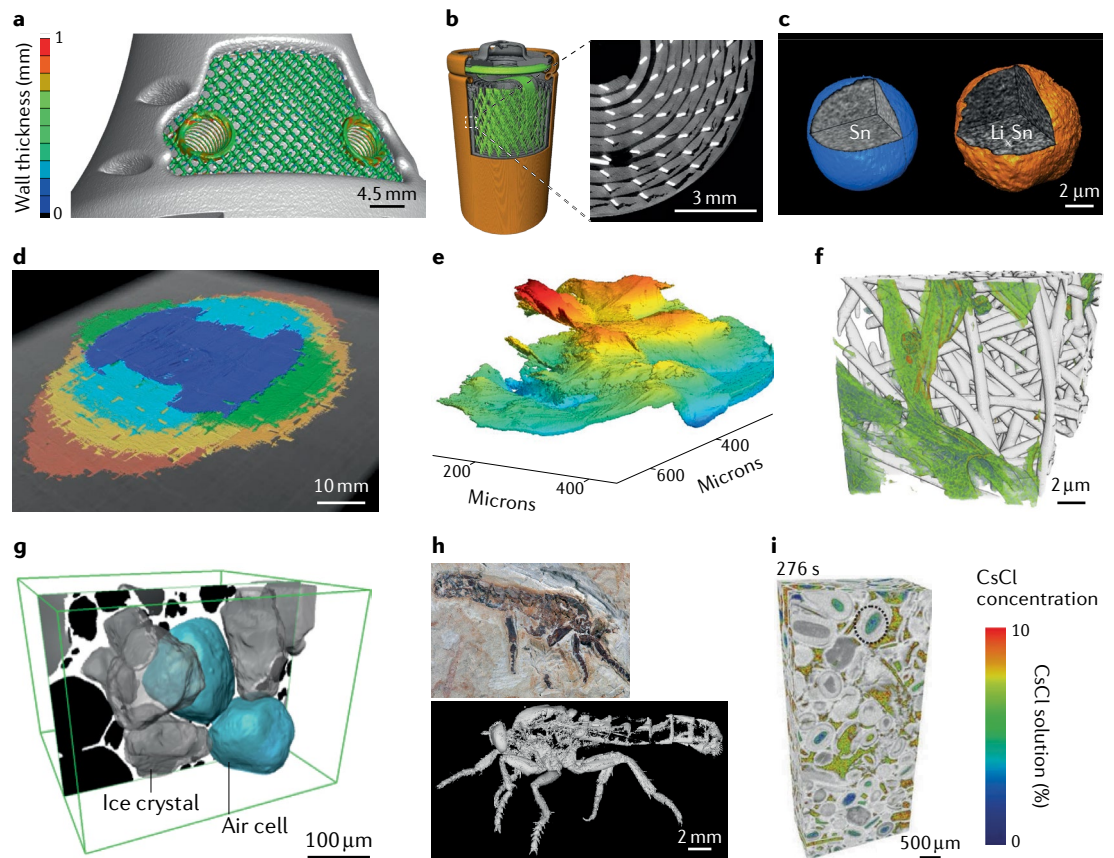 a
Wall thickness (mm)
1
0
4.5 mm
b
3 mm
c
Sn
Li Sn
2 μm
d
10 mm
e
200
400
Microns
600
400
Microns
f
2 μm
g
Ice crystal
Air cell
100 μm
h
2 mm
i
276 s
500 μm
CsCl
concentration
10
0
CsCl solution (%)